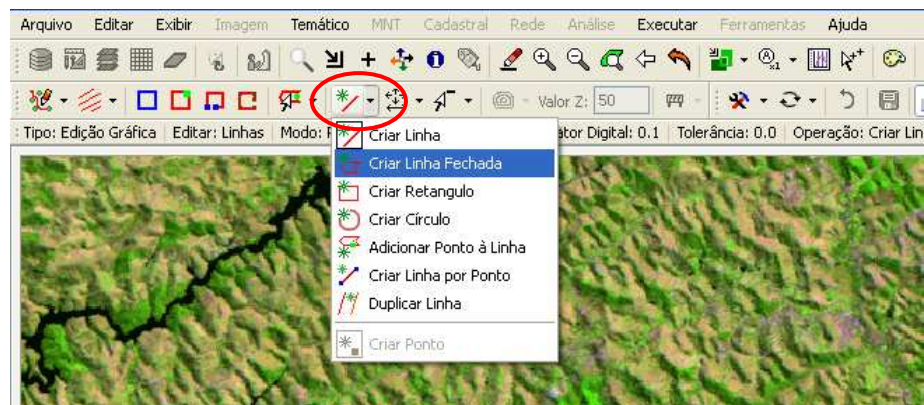 Arquivo Editar Exibir Imagem Temático MNT Cadastral Rede Análise Executar Ferramentas Ajuda
Valor Z: 50
Tipo: Edição Gráfica Editar: Linhas Modo: Digital: 0.1 Tolerância: 0.0 Operação: Criar
Criar Linha
Criar Linha Fechada
Criar Retangulo
Criar Círculo
Adicionar Ponto à Linha
Criar Linha por Ponto
Duplicar Linha
Criar Ponto